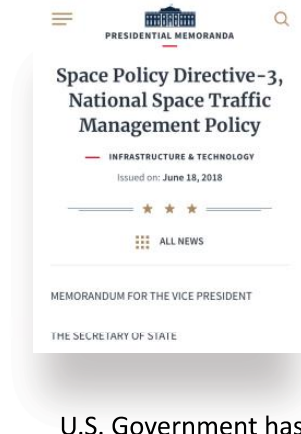 PRESIDENTIAL MEMORANDA
Space Policy Directive-3,
National Space Traffic
Management Policy
INFRASTRUCTURE & TECHNOLOGY
Issued on: June 18, 2018
ALL NEWS
MEMORANDUM FOR THE VICE PRESIDENT
THE SECRETARY OF STATE
U.S. Government has